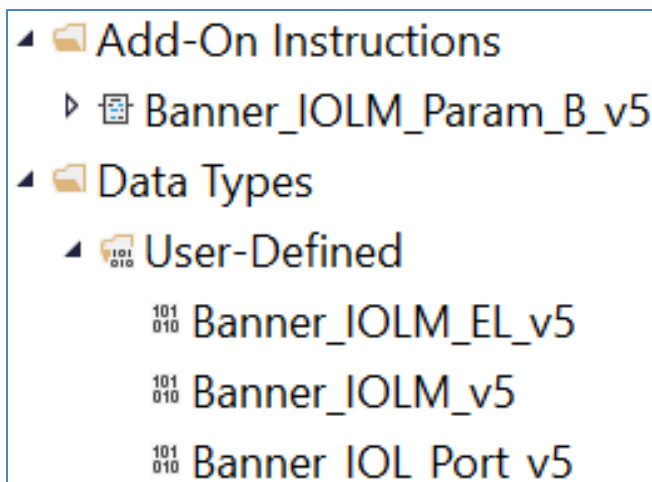 Add-On Instructions
Banner_IOLM_Param_B_v5
Data Types
User-Defined
Banner_IOLM_EL_v5
Banner_IOLM_v5
Banner_IOL_Port_v5